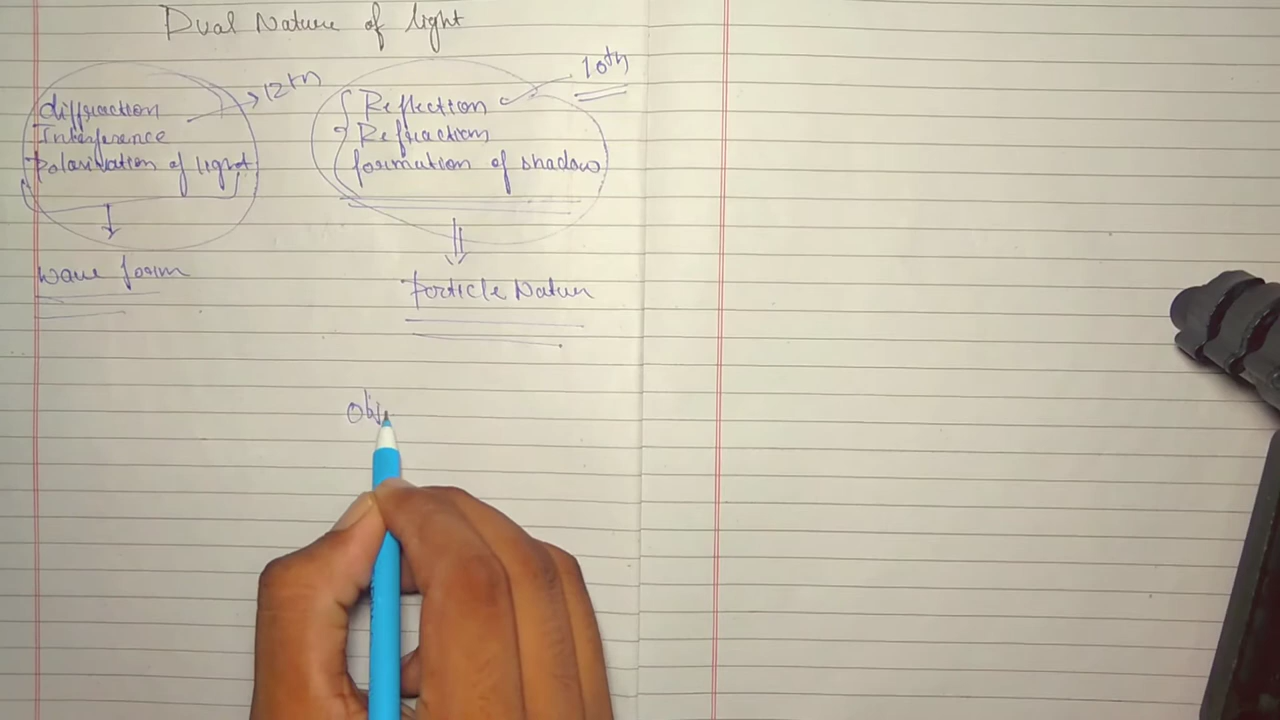 Dual Nature of light
diffraction
Interference
Polarisation of light
12th
wave form
10th
Reflection
Refraction
formation of shadow
Particle Nature
Obj